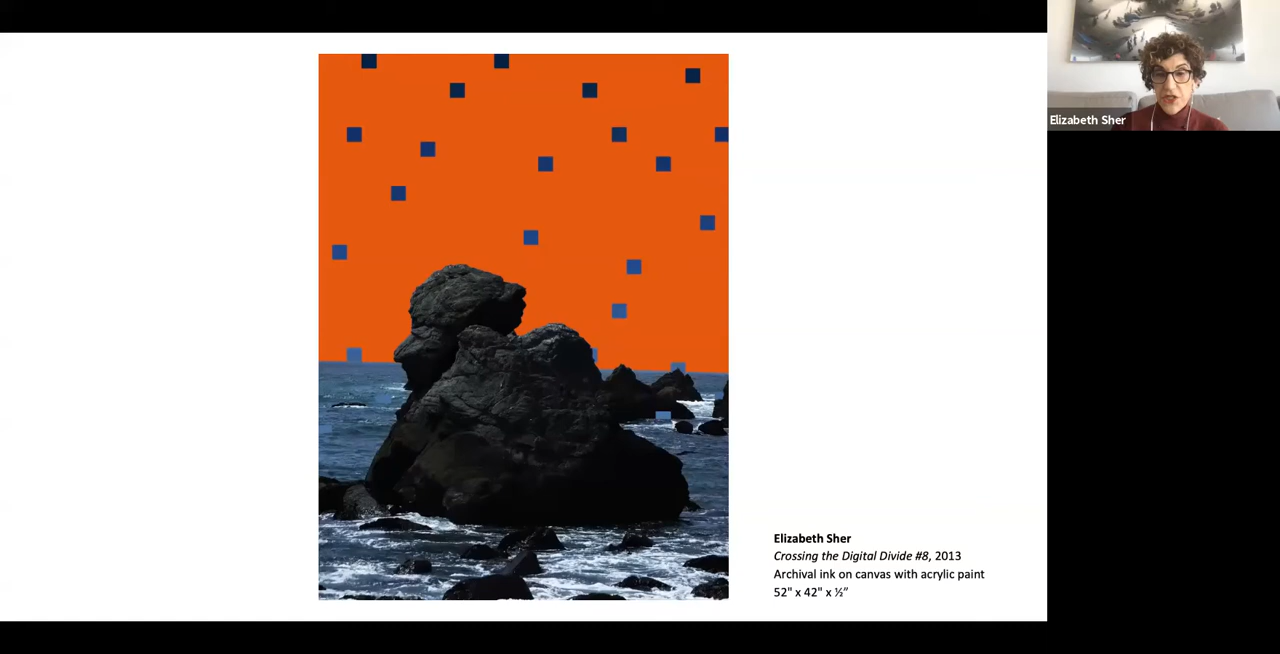 Elizabeth Sher
Elizabeth Sher
Crossing the Digital Divide #8, 2013
Archival ink on canvas with acrylic paint
52" x 42" x ½”